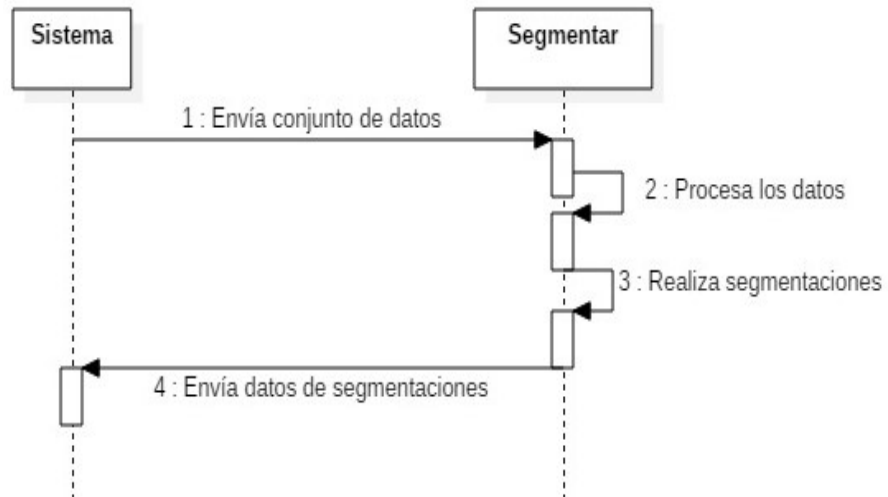 Sistema
Segmentar
1 : Envía conjunto de datos
2 : Procesa los datos
3 : Realiza segmentaciones
4 : Envía datos de segmentaciones